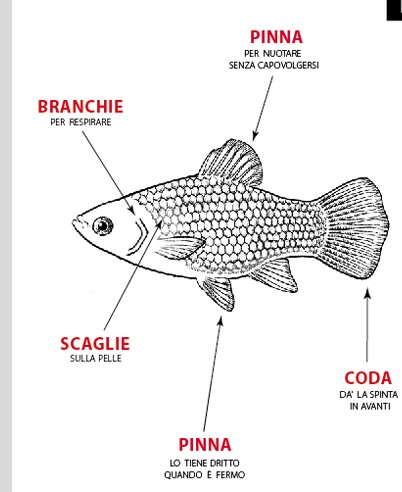 PINNA
PER NUOTARE
SENZA CAPOVOLGERSI
BRANCHIE
PER RESPIRARE
SCAGLIE
SULLA PELLE
CODA
DA' LA SPINTA
IN AVANTI
PINNA
LO TIENE DRITTO
QUANDO È FERMO